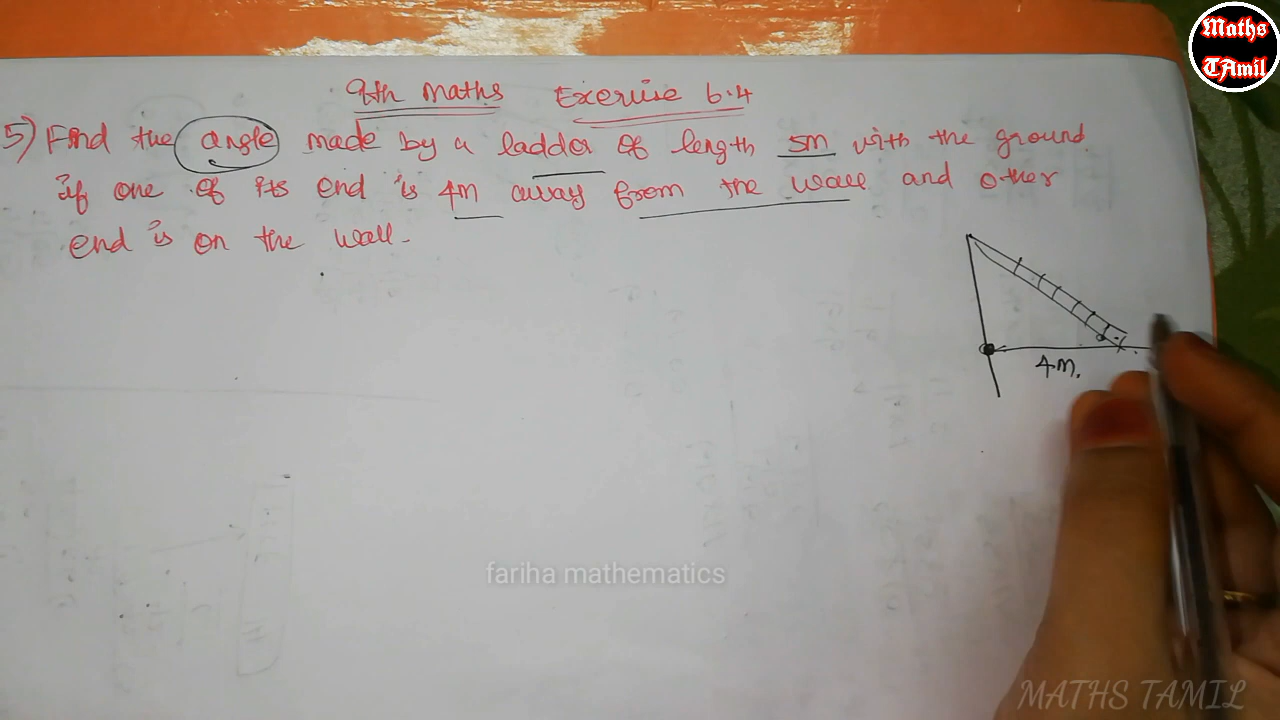 Maths
TAmil
9th Maths Exercise 6.4
5) Find the angle made by a ladder of length 5m with the ground
if one of its end is 4m away from the wall and other
end is on the wall.
4m.
fariha mathematics
MATHS TAMIL